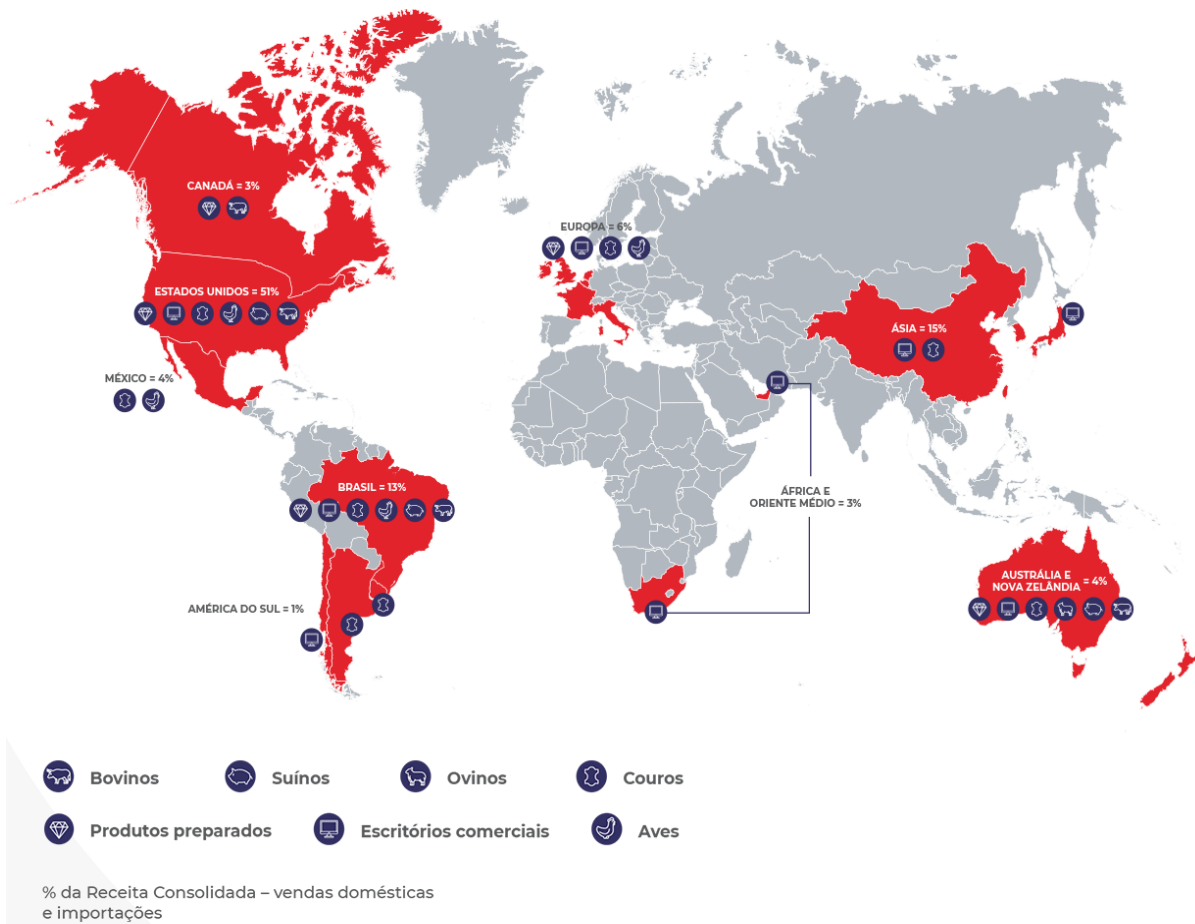 CANADÁ = 3%
EUROPA = 6%
ESTADOS UNIDOS = 51%
ÁSIA = 15%
MÉXICO = 4%
BRASIL = 13%
ÁFRICA E
ORIENTE MÉDIO = 3%
AUSTRÁLIA E
NOVA ZELÂNDIA = 4%
AMÉRICA DO SUL = 1%
Bovinos
Suínos
Ovinos
Couros
Produtos preparados
Escritórios comerciais
Aves
% da Receita Consolidada – vendas domésticas
e importações